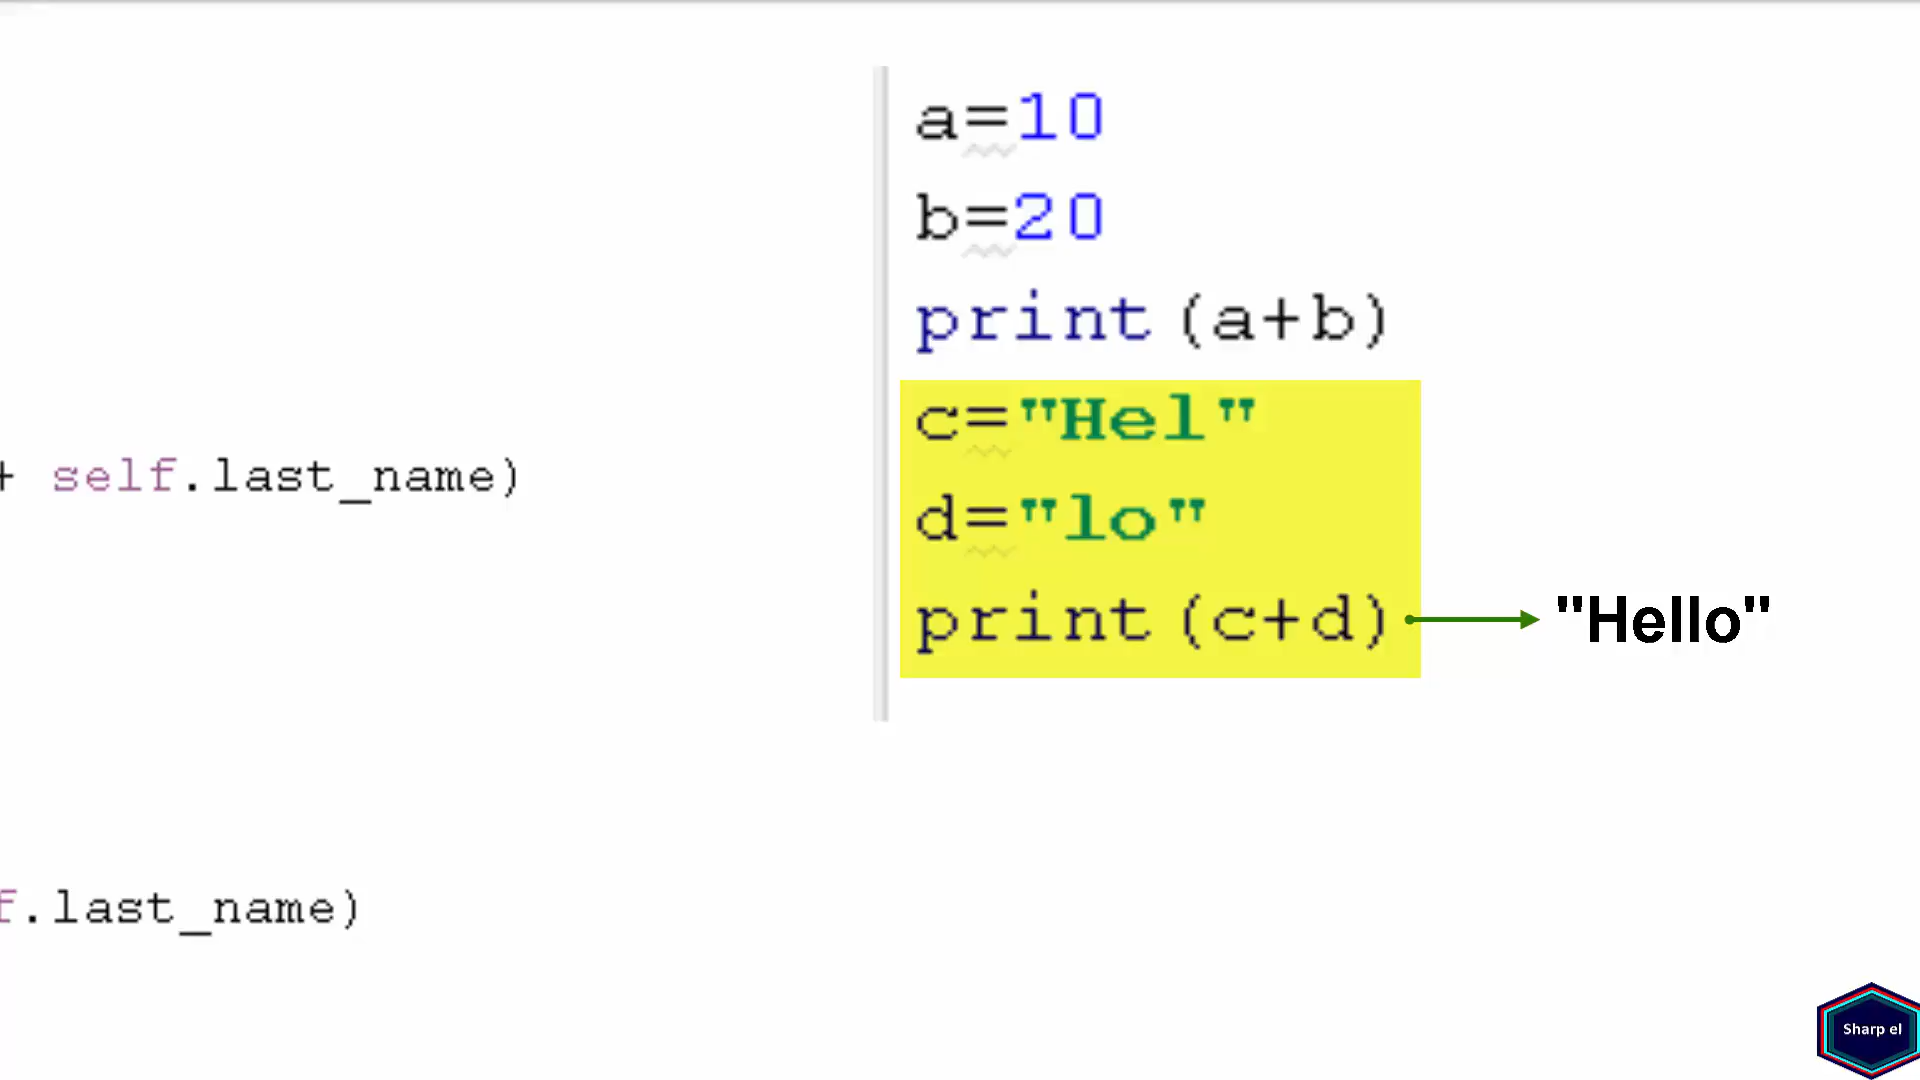 a=10
b=20
print(a+b)
c="Hel"
+ self.last_name)
d="lo"
print(c+d)
"Hello"
f.last_name)
Sharp el